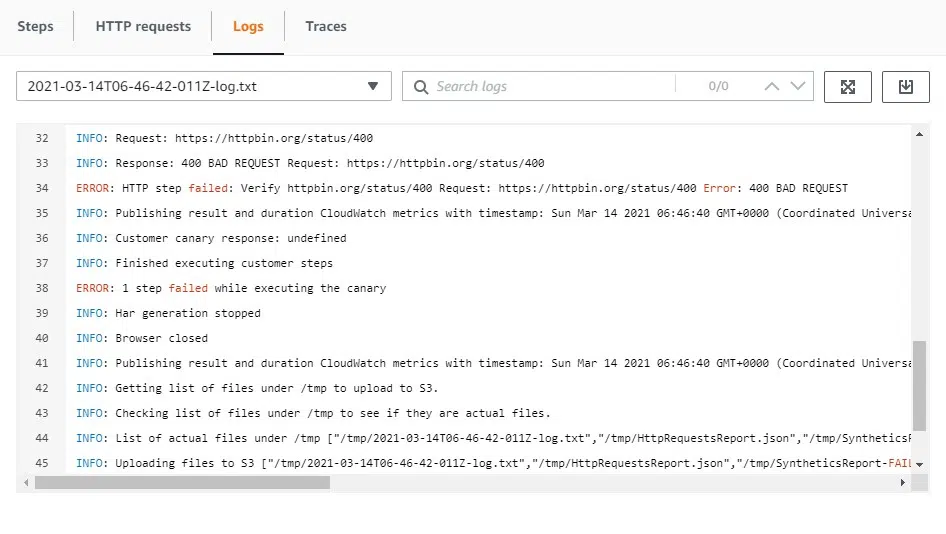 Steps HTTP requests Logs Traces
2021-03-14T06-46-42-011Z-log.txt Search logs 0/0
32 INFO: Request: https://httpbin.org/status/400
33 INFO: Response: 400 BAD REQUEST Request: https://httpbin.org/status/400
34 ERROR: HTTP step failed: Verify httpbin.org/status/400 Request: https://httpbin.org/status/400 Error: 400 BAD REQUEST
35 INFO: Publishing result and duration CloudWatch metrics with timestamp: Sun Mar 14 2021 06:46:40 GMT+0000 (Coordinated Universa
36 INFO: Customer canary response: undefined
37 INFO: Finished executing customer steps
38 ERROR: 1 step failed while executing the canary
39 INFO: Har generation stopped
40 INFO: Browser closed
41 INFO: Publishing result and duration CloudWatch metrics with timestamp: Sun Mar 14 2021 06:46:40 GMT+0000 (Coordinated Universa
42 INFO: Getting list of files under /tmp to upload to S3.
43 INFO: Checking list of files under /tmp to see if they are actual files.
44 INFO: List of actual files under /tmp ["/tmp/2021-03-14T06-46-42-011Z-log.txt","/tmp/HttpRequestsReport.json","/tmp/SyntheticsR
45 INFO: Uploading files to S3 ["/tmp/2021-03-14T06-46-42-011Z-log.txt","/tmp/HttpRequestsReport.json","/tmp/SyntheticsReport-FAIL